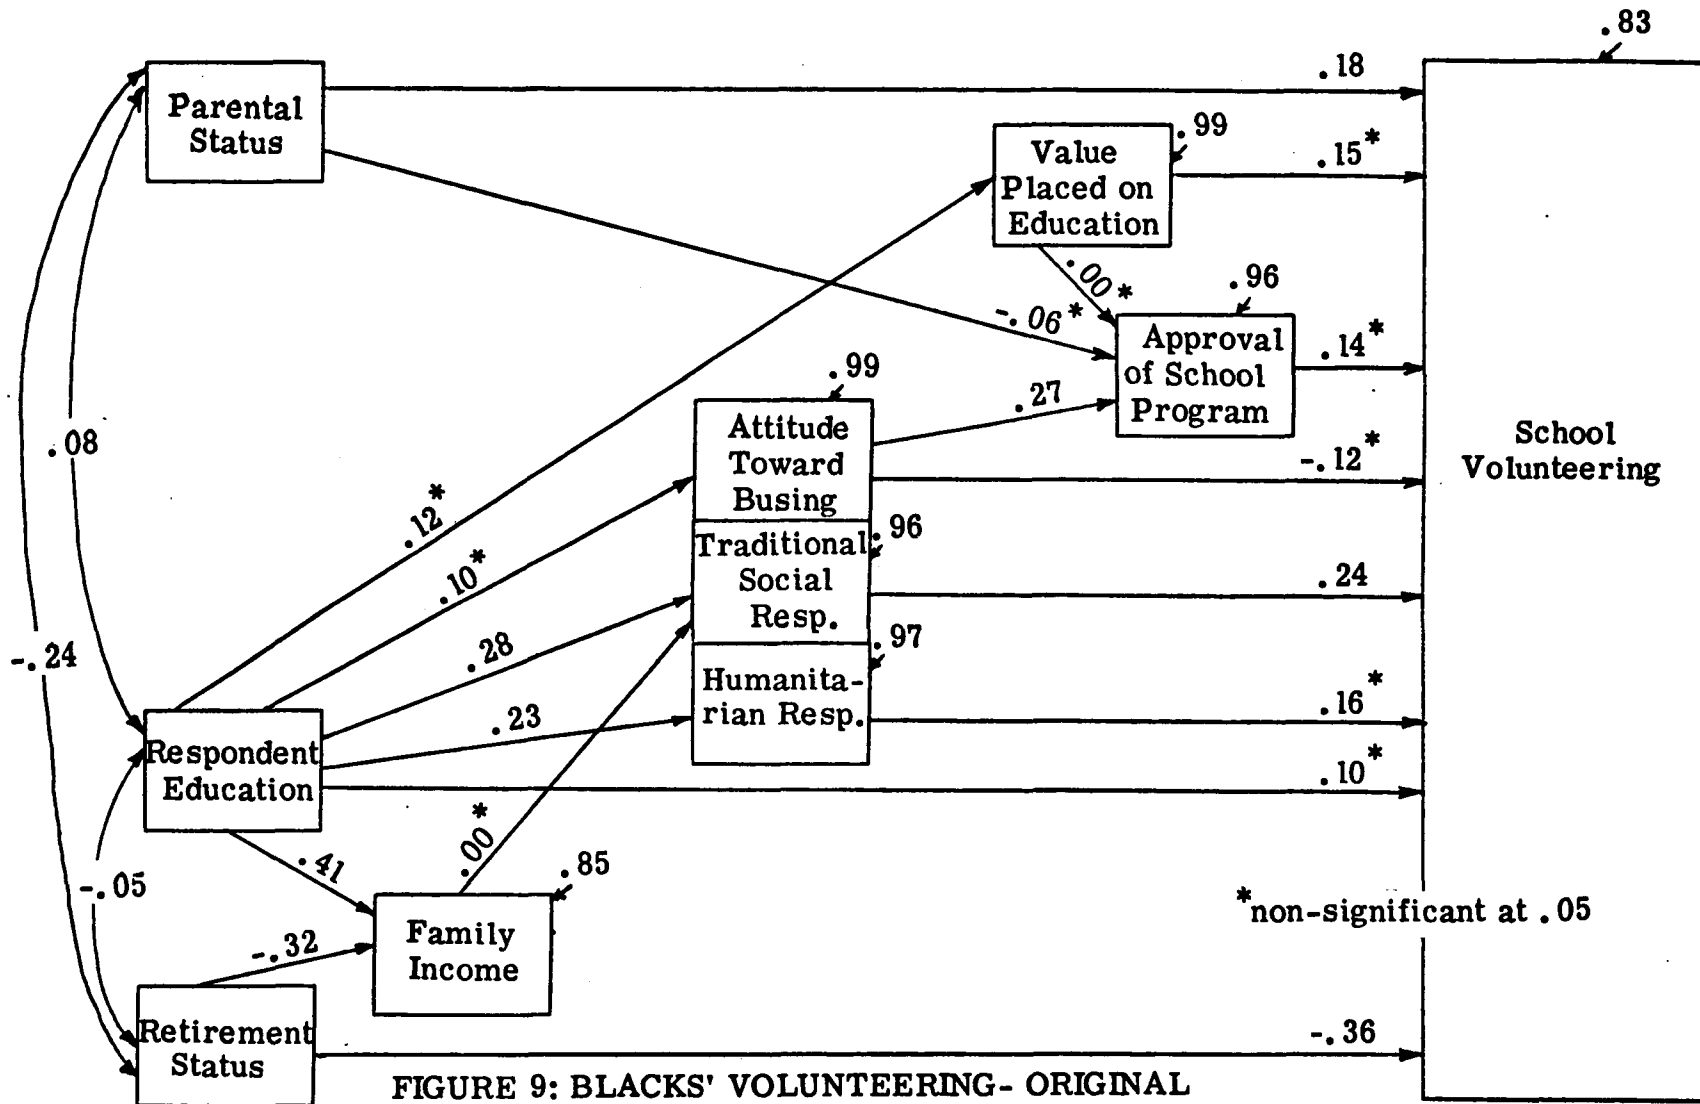 .83
.18
Parental
Status
.99
Value
Placed on
Education
.15*
.00*
.96
-.06*
Approval
of School
Program
.14*
.99
.27
Attitude
Toward
Busing
-.12*
School
Volunteering
.08
.12*
.10*
.96
Traditional
Social
Resp.
.24
.28
.97
-.24
Humanita-
rian Resp.
.16*
.23
Respondent
Education
.10*
.00*
.41
.85
-.05
*non-significant at .05
Family
Income
-.32
Retirement
Status
-.36
FIGURE 9: BLACKS' VOLUNTEERING- ORIGINAL